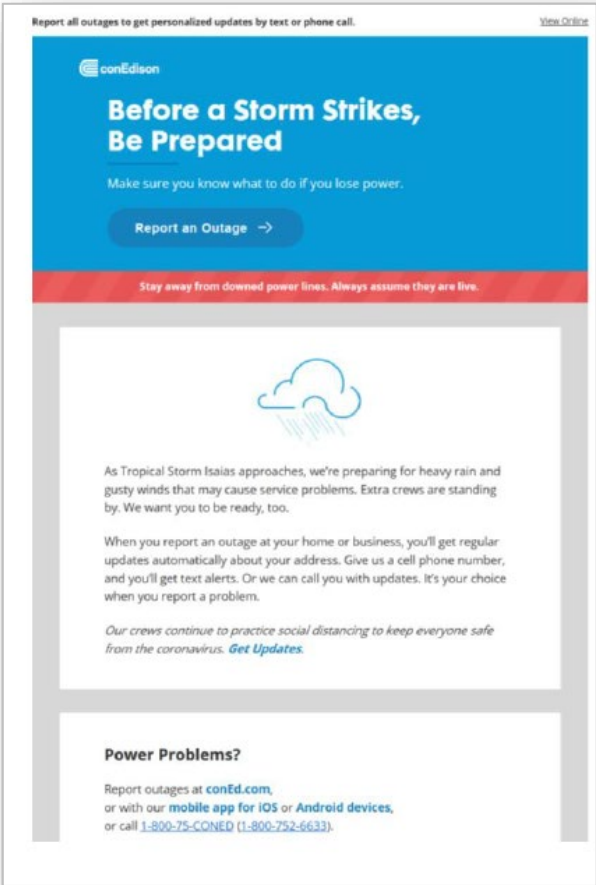 Report all outages to get personalized updates by text or phone call.
View Online
conEdison
Before a Storm Strikes,
Be Prepared
Make sure you know what to do if you lose power.
Report an Outage →
Stay away from downed power lines. Always assume they are live.
As Tropical Storm Isaias approaches, we're preparing for heavy rain and
gusty winds that may cause service problems. Extra crews are standing
by. We want you to be ready, too.
When you report an outage at your home or business, you'll get regular
updates automatically about your address. Give us a cell phone number,
and you'll get text alerts. Or we can call you with updates. It's your choice
when you report a problem.
Our crews continue to practice social distancing to keep everyone safe
from the coronavirus. Get Updates.
Power Problems?
Report outages at conEd.com,
or with our mobile app for iOS or Android devices,
or call 1-800-75-CONED (1-800-752-6633).